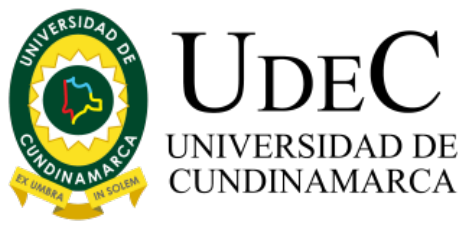 UNIVERSIDAD DE
CUNDINAMARCA
EX UMBRA IN SOLEM
UDEC
UNIVERSIDAD DE
CUNDINAMARCA